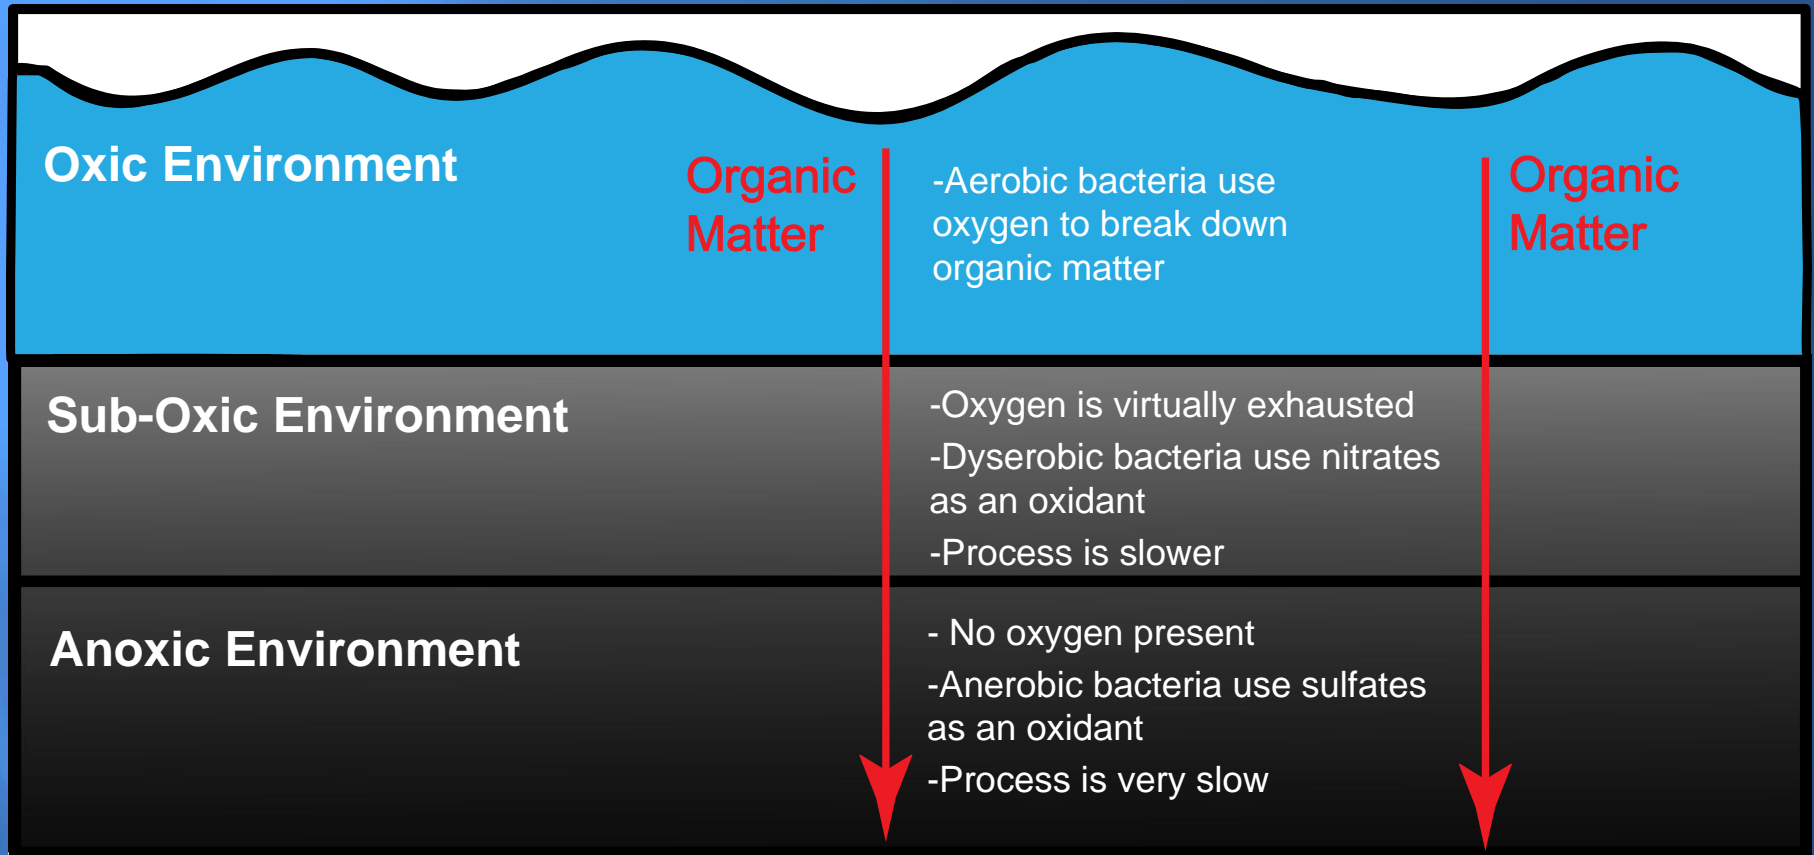 Oxic Environment
Organic
Matter
-Aerobic bacteria use
oxygen to break down
organic matter
Organic
Matter
Sub-Oxic Environment
-Oxygen is virtually exhausted
-Dyserobic bacteria use nitrates
as an oxidant
-Process is slower
Anoxic Environment
- No oxygen present
-Anerobic bacteria use sulfates
as an oxidant
-Process is very slow